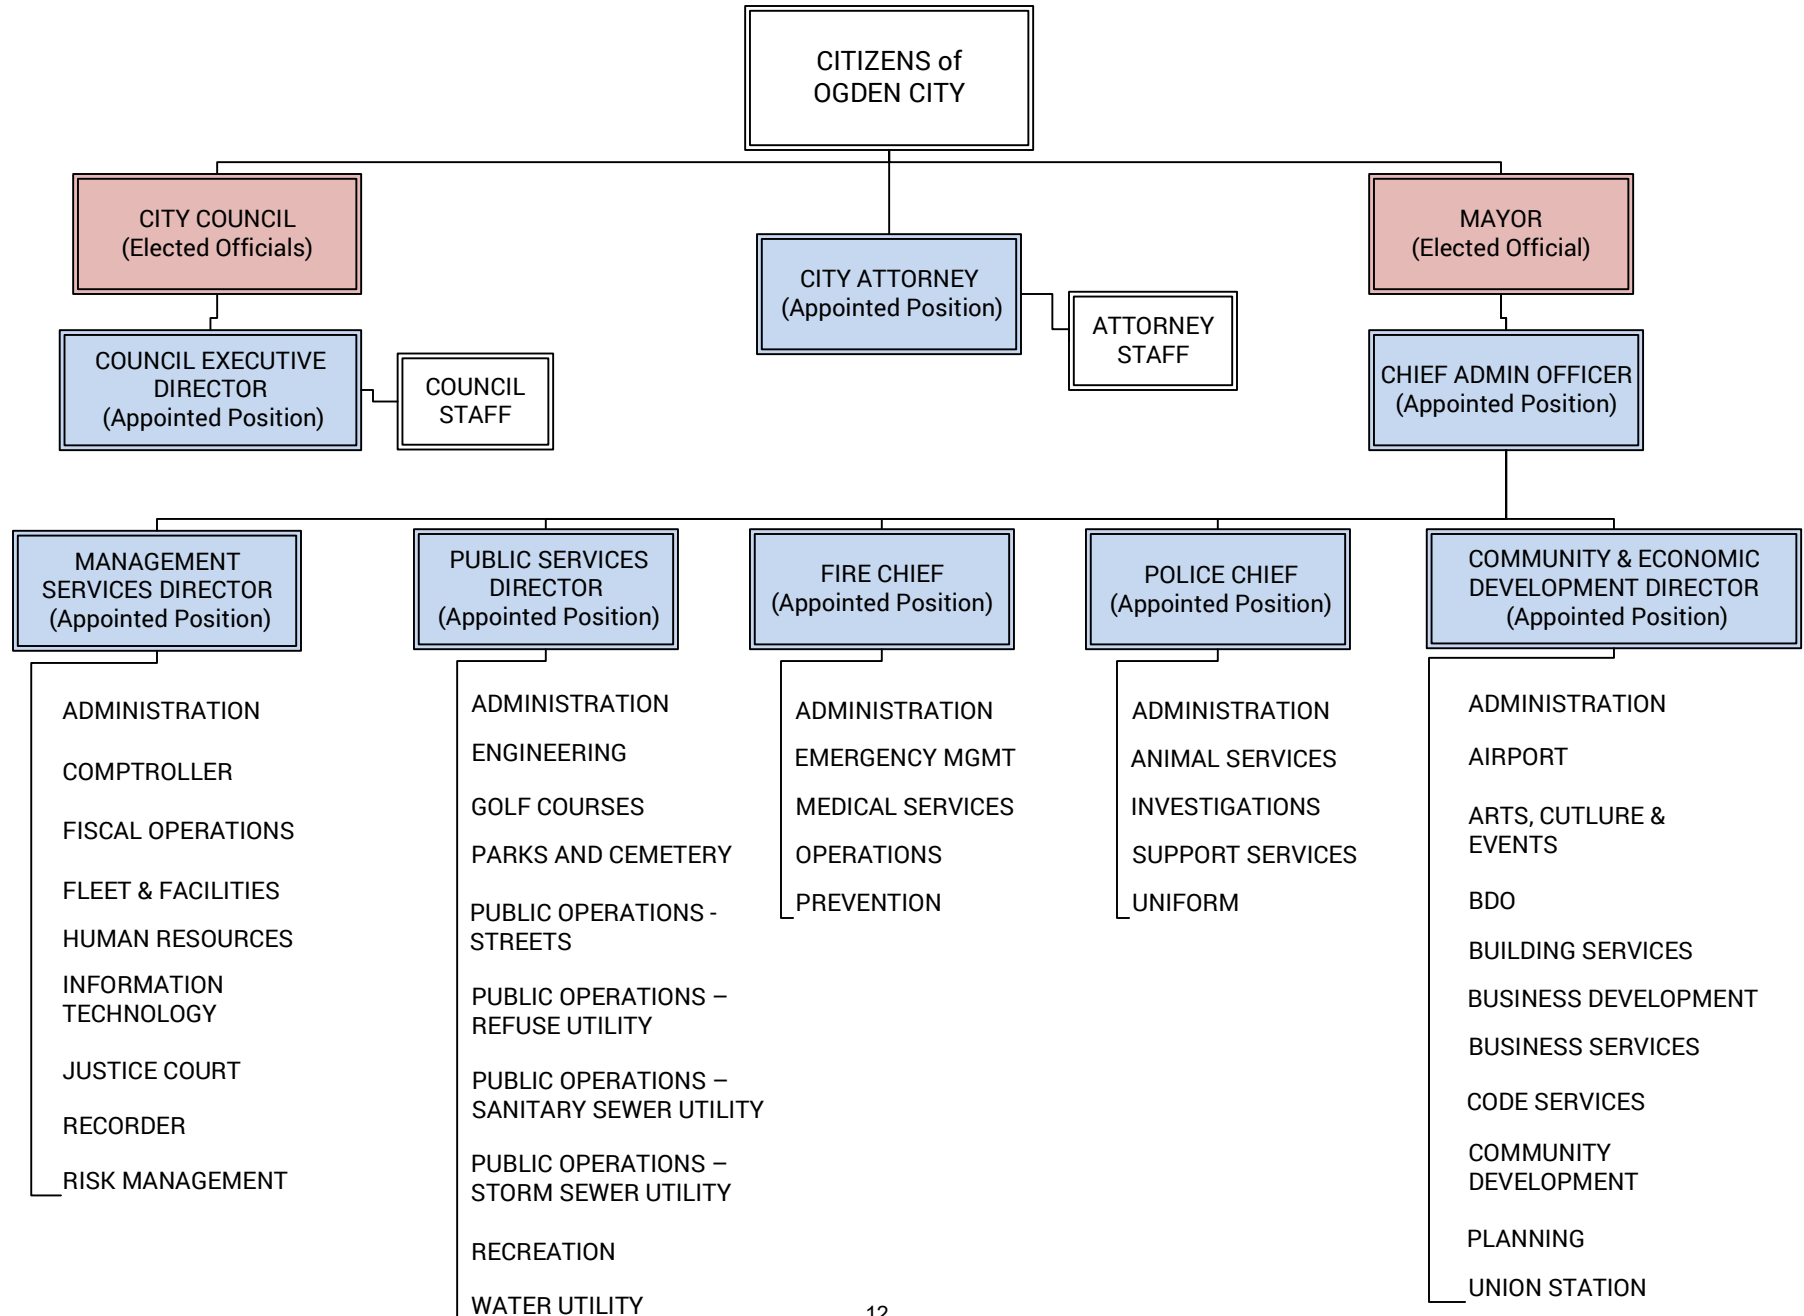 CITIZENS of
OGDEN CITY
CITY COUNCIL
(Elected Officials)
CITY ATTORNEY
(Appointed Position)
MAYOR
(Elected Official)
ATTORNEY
STAFF
COUNCIL EXECUTIVE
DIRECTOR
(Appointed Position)
COUNCIL
STAFF
CHIEF ADMIN OFFICER
(Appointed Position)
MANAGEMENT
SERVICES DIRECTOR
(Appointed Position)
PUBLIC SERVICES
DIRECTOR
(Appointed Position)
FIRE CHIEF
(Appointed Position)
POLICE CHIEF
(Appointed Position)
COMMUNITY & ECONOMIC
DEVELOPMENT DIRECTOR
(Appointed Position)
ADMINISTRATION
COMPTROLLER
FISCAL OPERATIONS
FLEET & FACILITIES
HUMAN RESOURCES
INFORMATION
TECHNOLOGY
JUSTICE COURT
RECORDER
RISK MANAGEMENT
ADMINISTRATION
ENGINEERING
GOLF COURSES
PARKS AND CEMETERY
PUBLIC OPERATIONS -
STREETS
PUBLIC OPERATIONS –
REFUSE UTILITY
PUBLIC OPERATIONS –
SANITARY SEWER UTILITY
PUBLIC OPERATIONS –
STORM SEWER UTILITY
RECREATION
WATER UTILITY
ADMINISTRATION
EMERGENCY MGMT
MEDICAL SERVICES
OPERATIONS
PREVENTION
ADMINISTRATION
ANIMAL SERVICES
INVESTIGATIONS
SUPPORT SERVICES
UNIFORM
ADMINISTRATION
AIRPORT
ARTS, CUTLURE &
EVENTS
BDO
BUILDING SERVICES
BUSINESS DEVELOPMENT
BUSINESS SERVICES
CODE SERVICES
COMMUNITY
DEVELOPMENT
PLANNING
UNION STATION
12